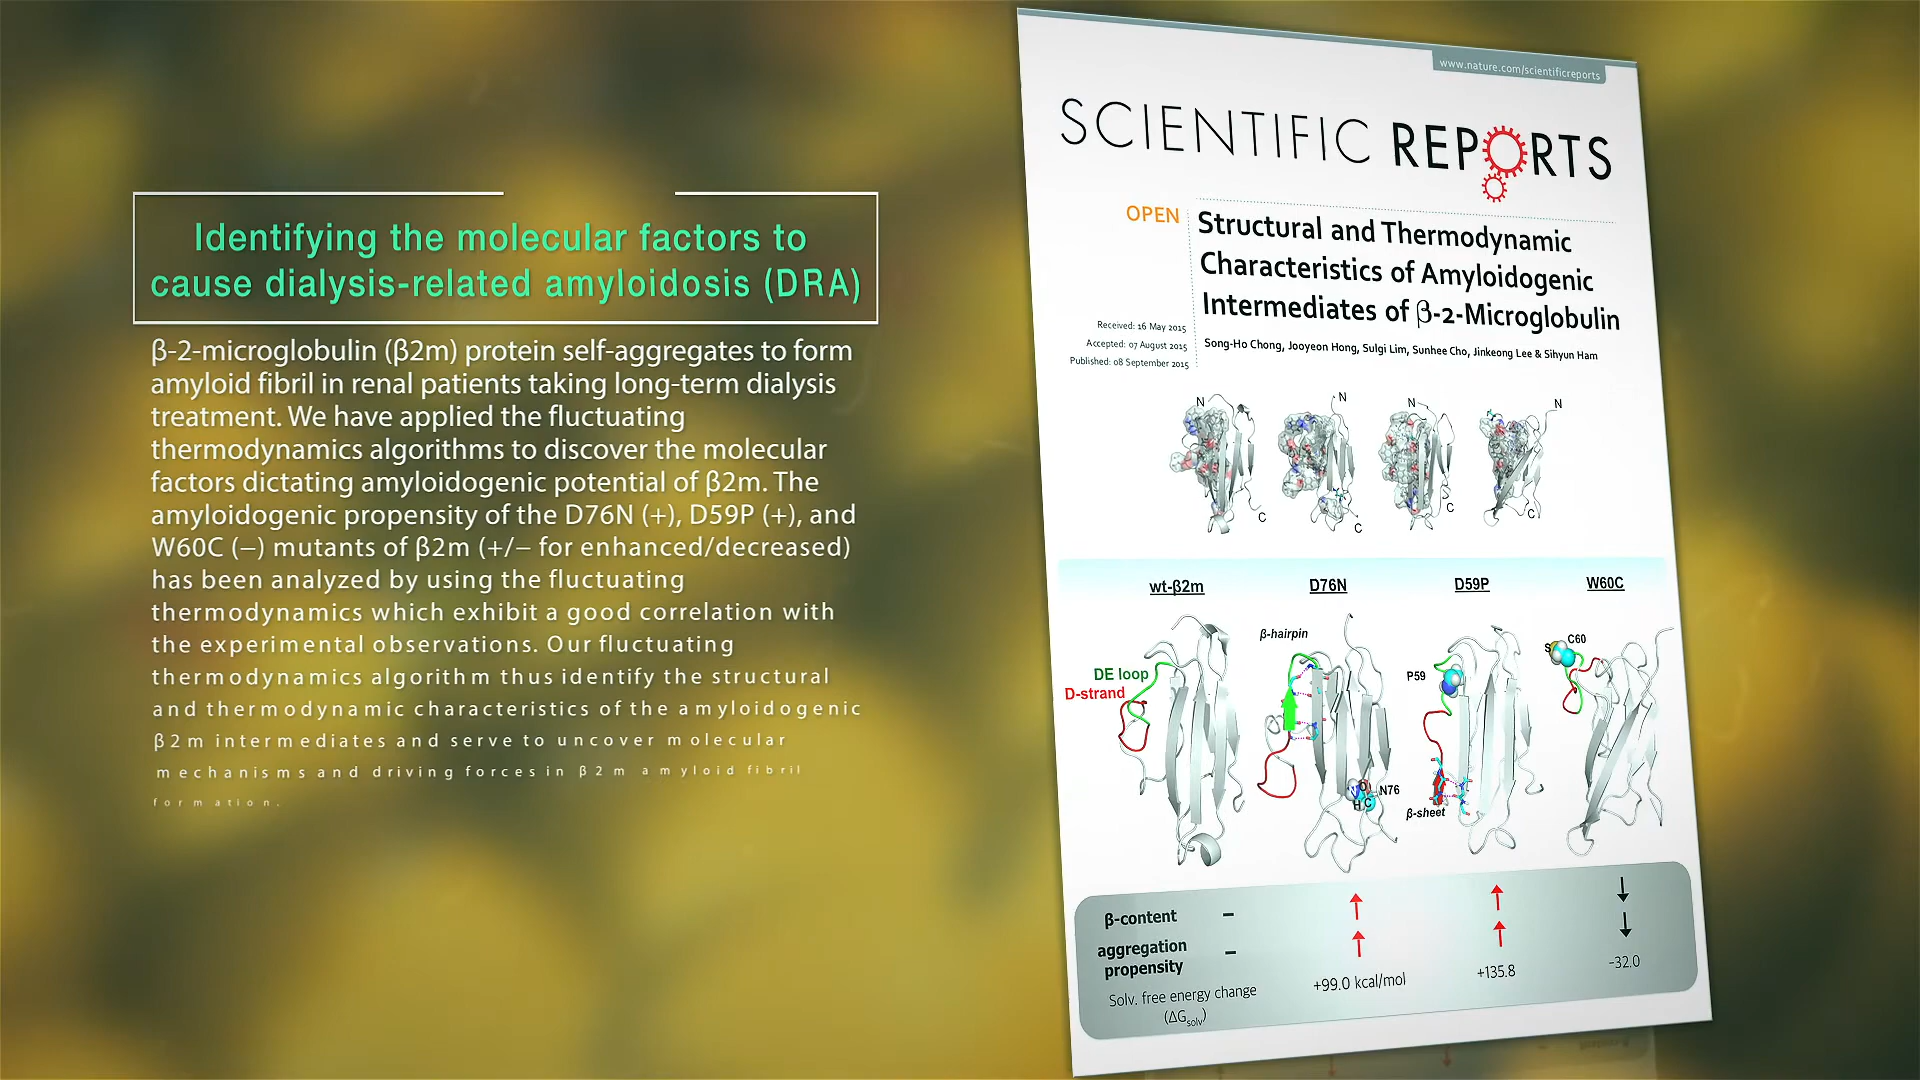 Identifying the molecular factors to
cause dialysis-related amyloidosis (DRA)
β-2-microglobulin (β2m) protein self-aggregates to form
amyloid fibril in renal patients taking long-term dialysis
treatment. We have applied the fluctuating
thermodynamics algorithms to discover the molecular
factors dictating amyloidogenic potential of β2m. The
amyloidogenic propensity of the D76N (+), D59P (+), and
W60C (−) mutants of β2m (+/− for enhanced/decreased)
has been analyzed by using the fluctuating
thermodynamics which exhibit a good correlation with
the experimental observations. Our fluctuating
thermodynamics algorithm thus identify the structural
and thermodynamic characteristics of the amyloidogenic
β2m intermediates and serve to uncover molecular
mechanisms and driving forces in β2m amyloid fibril
formation.
www.nature.com/scientificreports
SCIENTIFIC REPORTS
OPEN
Structural and Thermodynamic
Characteristics of Amyloidogenic
Intermediates of β-2-Microglobulin
Received: 16 May 2015
Accepted: 07 August 2015
Published: 08 September 2015
Song-Ho Chong, Jooyeon Hong, Sulgi Lim, Sunhee Cho, Jinkeong Lee & Sihyun Ham
N N N N
C C C C
wt-β2m D76N D59P W60C
β-hairpin
S C60
DE loop
D-strand
P59
O
H C N76
β-sheet
β-content –
aggregation
propensity –
Solv. free energy change
(ΔGsolv)
+99.0 kcal/mol +135.8 -32.0